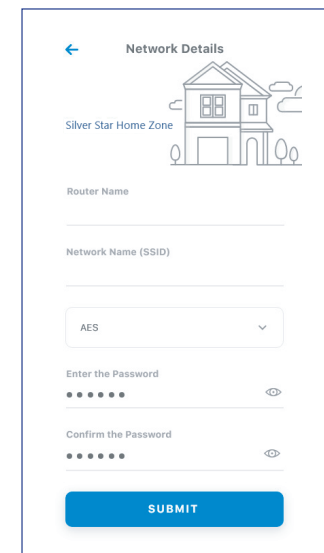 Network Details
Silver Star Home Zone
Router Name
Network Name (SSID)
AES
Enter the Password
Confirm the Password
SUBMIT